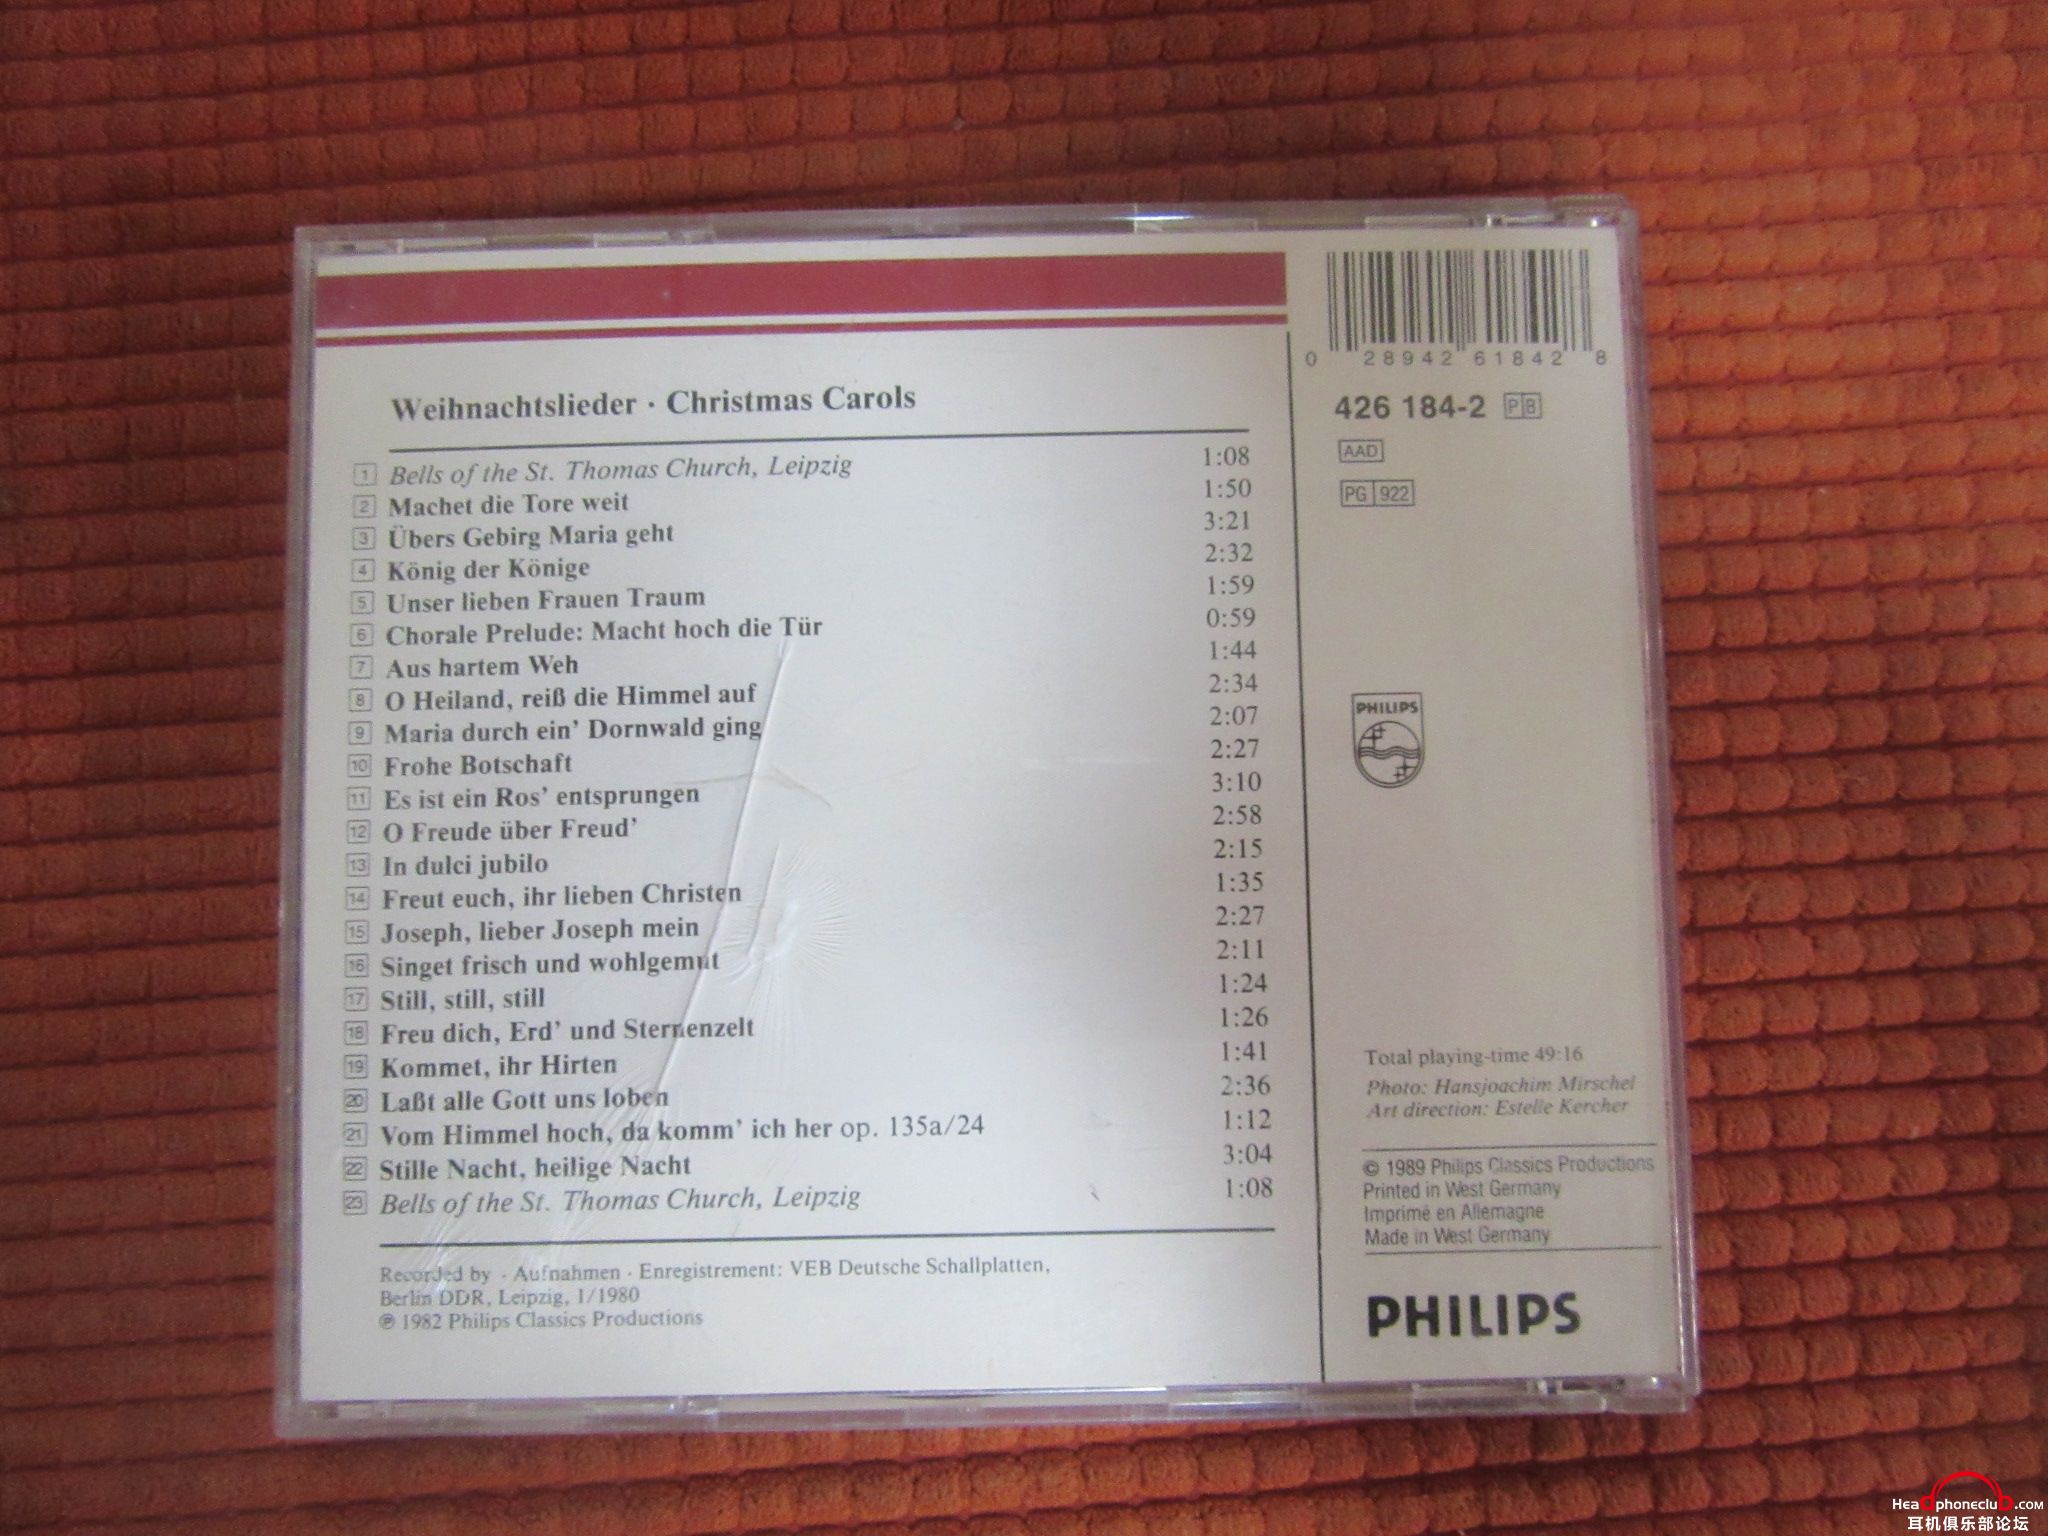 0 28942 61842 8
426 184-2 PB
AAD
PG 922
Weihnachtslieder · Christmas Carols
1 Bells of the St. Thomas Church, Leipzig 1:08
2 Machet die Tore weit 1:50
3 Übers Gebirg Maria geht 3:21
4 König der Könige 2:32
5 Unser lieben Frauen Traum 1:59
6 Chorale Prelude: Macht hoch die Tür 0:59
7 Aus hartem Weh 1:44
8 O Heiland, reiß die Himmel auf 2:34
9 Maria durch ein' Dornwald ging 2:07
10 Frohe Botschaft 2:27
11 Es ist ein Ros' entsprungen 3:10
12 O Freude über Freud' 2:58
13 In dulci jubilo 2:15
14 Freut euch, ihr lieben Christen 1:35
15 Joseph, lieber Joseph mein 2:27
16 Singet frisch und wohlgemut 2:11
17 Still, still, still 1:24
18 Freu dich, Erd' und Sternenzelt 1:26
19 Kommet, ihr Hirten 1:41
20 Laßt alle Gott uns loben 2:36
21 Vom Himmel hoch, da komm' ich her op. 135a/24 1:12
22 Stille Nacht, heilige Nacht 3:04
23 Bells of the St. Thomas Church, Leipzig 1:08
Recorded by · Aufnahmen · Enregistrement: VEB Deutsche Schallplatten,
Berlin DDR, Leipzig, 1/1980
℗ 1982 Philips Classics Productions
PHILIPS
Total playing-time 49:16
Photo: Hansjoachim Mirschel
Art direction: Estelle Kercher
© 1989 Philips Classics Productions
Printed in West Germany
Imprimé en Allemagne
Made in West Germany
PHILIPS
HeadphoneclUb.com
耳机俱乐部论坛